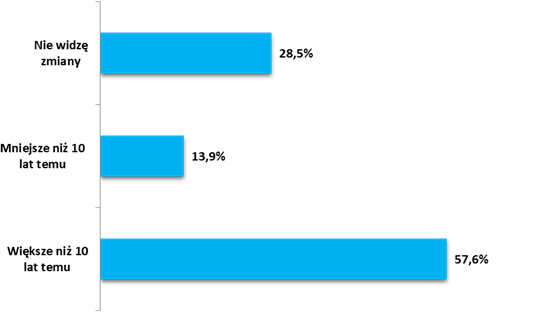 Nie widzę
zmiany
28,5%
Mniejsze niż 10
lat temu
13,9%
Większe niż 10
lat temu
57,6%